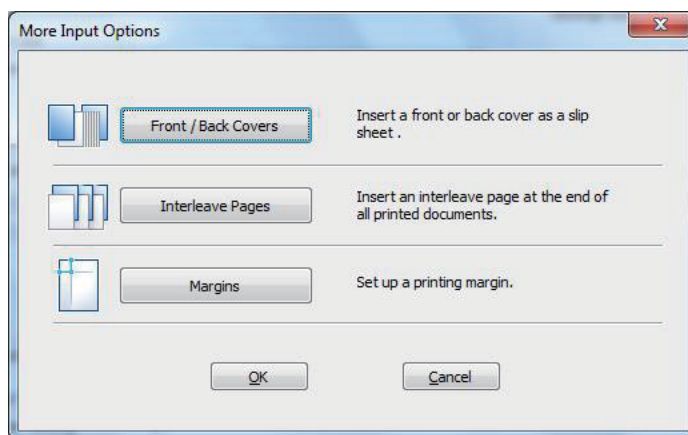 More Input Options
Front / Back Covers
Insert a front or back cover as a slip
sheet .
Interleave Pages
Insert an interleave page at the end of
all printed documents.
Margins
Set up a printing margin.
OK
Cancel